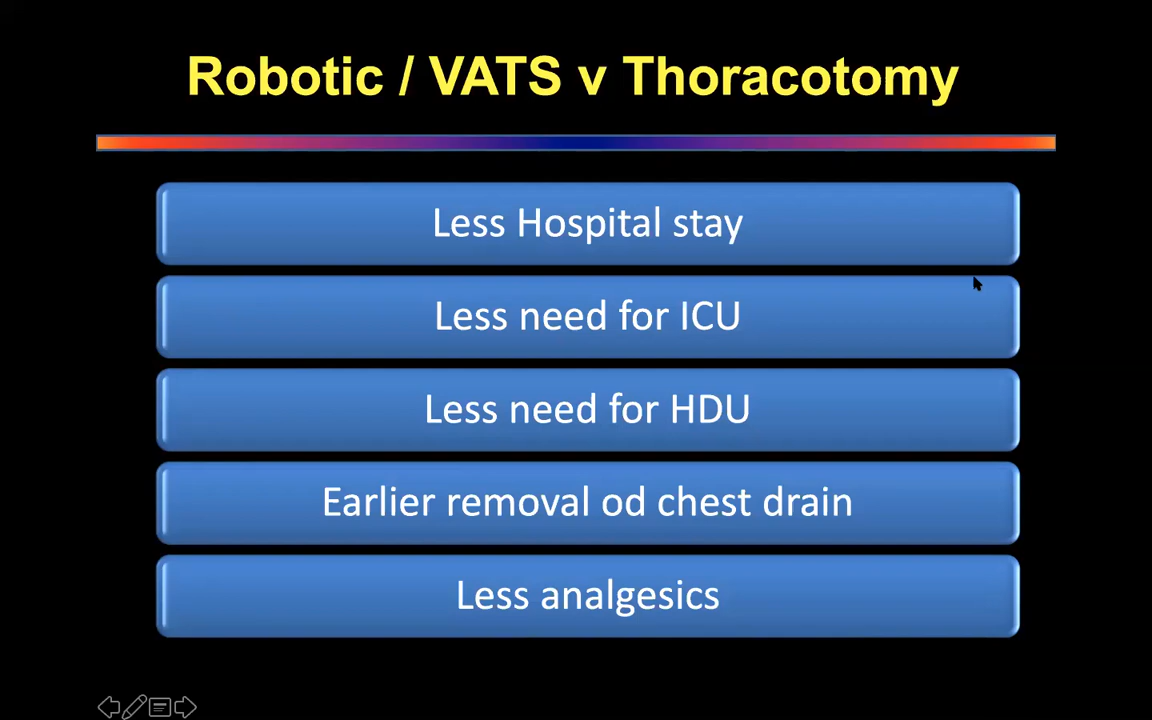 Robotic / VATS v Thoracotomy
Less Hospital stay
Less need for ICU
Less need for HDU
Earlier removal od chest drain
Less analgesics